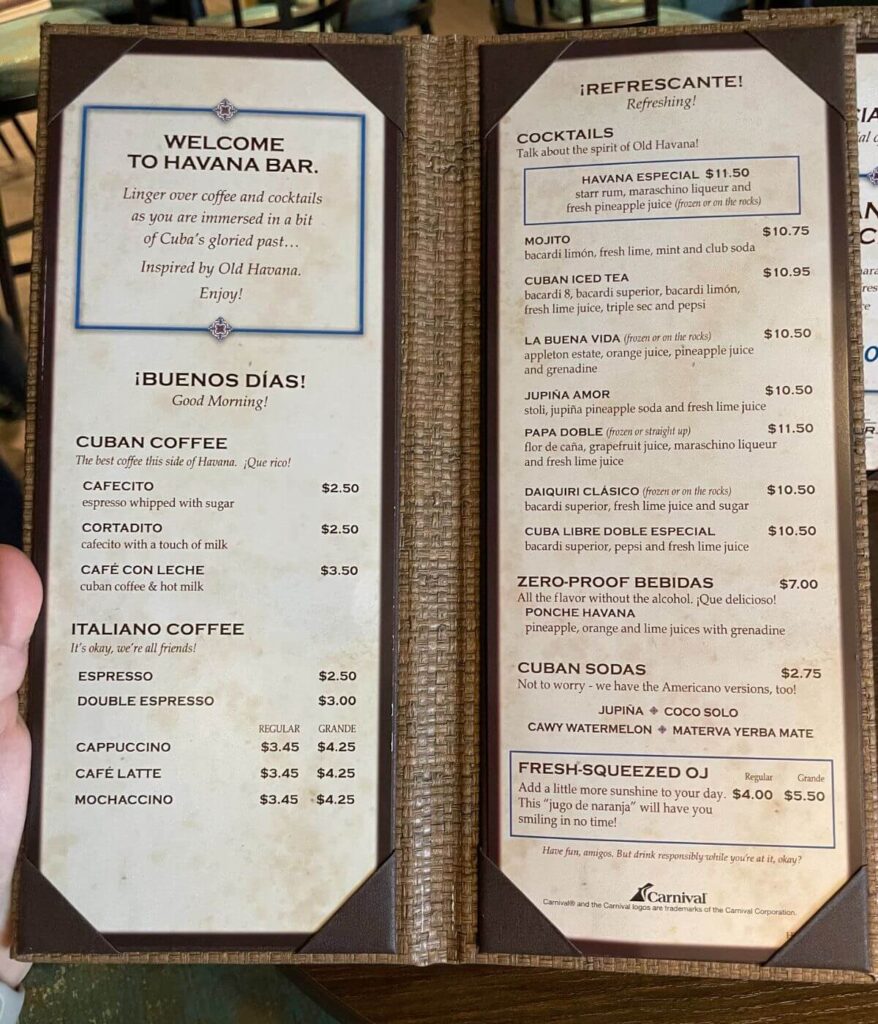 WELCOME
TO HAVANA BAR.
Linger over coffee and cocktails
as you are immersed in a bit
of Cuba's gloried past...
Inspired by Old Havana.
Enjoy!
¡BUENOS DÍAS!
Good Morning!
CUBAN COFFEE
The best coffee this side of Havana. ¡Que rico!
CAFECITO $2.50
espresso whipped with sugar
CORTADITO $2.50
cafecito with a touch of milk
CAFÉ CON LECHE $3.50
cuban coffee & hot milk
ITALIANO COFFEE
It's okay, we're all friends!
ESPRESSO $2.50
DOUBLE ESPRESSO $3.00
REGULAR GRANDE
CAPPUCCINO $3.45 $4.25
CAFÉ LATTE $3.45 $4.25
MOCHACCINO $3.45 $4.25
¡REFRESCANTE!
Refreshing!
COCKTAILS
Talk about the spirit of Old Havana!
HAVANA ESPECIAL $11.50
starr rum, maraschino liqueur and
fresh pineapple juice (frozen or on the rocks)
MOJITO $10.75
bacardi limón, fresh lime, mint and club soda
CUBAN ICED TEA $10.95
bacardi 8, bacardi superior, bacardi limón,
fresh lime juice, triple sec and pepsi
LA BUENA VIDA (frozen or on the rocks) $10.50
appleton estate, orange juice, pineapple juice
and grenadine
JUPIÑA AMOR $10.50
stoli, jupiña pineapple soda and fresh lime juice
PAPA DOBLE (frozen or straight up) $11.50
flor de caña, grapefruit juice, maraschino liqueur
and fresh lime juice
DAIQUIRI CLÁSICO (frozen or on the rocks) $10.50
bacardi superior, fresh lime juice and sugar
CUBA LIBRE DOBLE ESPECIAL $10.50
bacardi superior, pepsi and fresh lime juice
ZERO-PROOF BEBIDAS $7.00
All the flavor without the alcohol. ¡Que delicioso!
PONCHE HAVANA
pineapple, orange and lime juices with grenadine
CUBAN SODAS $2.75
Not to worry - we have the Americano versions, too!
JUPIÑA COCO SOLO
CAWY WATERMELON MATERVA YERBA MATE
FRESH-SQUEEZED OJ Regular Grande
Add a little more sunshine to your day. $4.00 $5.50
This "jugo de naranja" will have you
smiling in no time!
Have fun, amigos. But drink responsibly while you're at it, okay?
Carnival
Carnival® and the Carnival logos are trademarks of the Carnival Corporation.